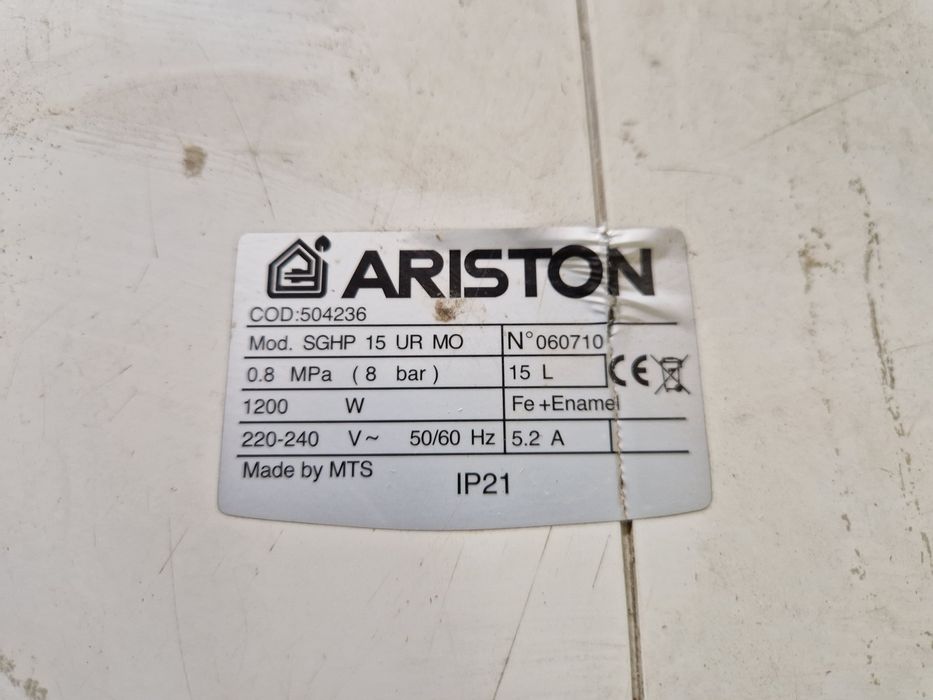 ARISTON
COD:504236
Mod. SGHP 15 UR MO N° 060710
0.8 MPa ( 8 bar ) 15 L CE
1200 W Fe +Enamel
220-240 V~ 50/60 Hz 5.2 A
Made by MTS
IP21